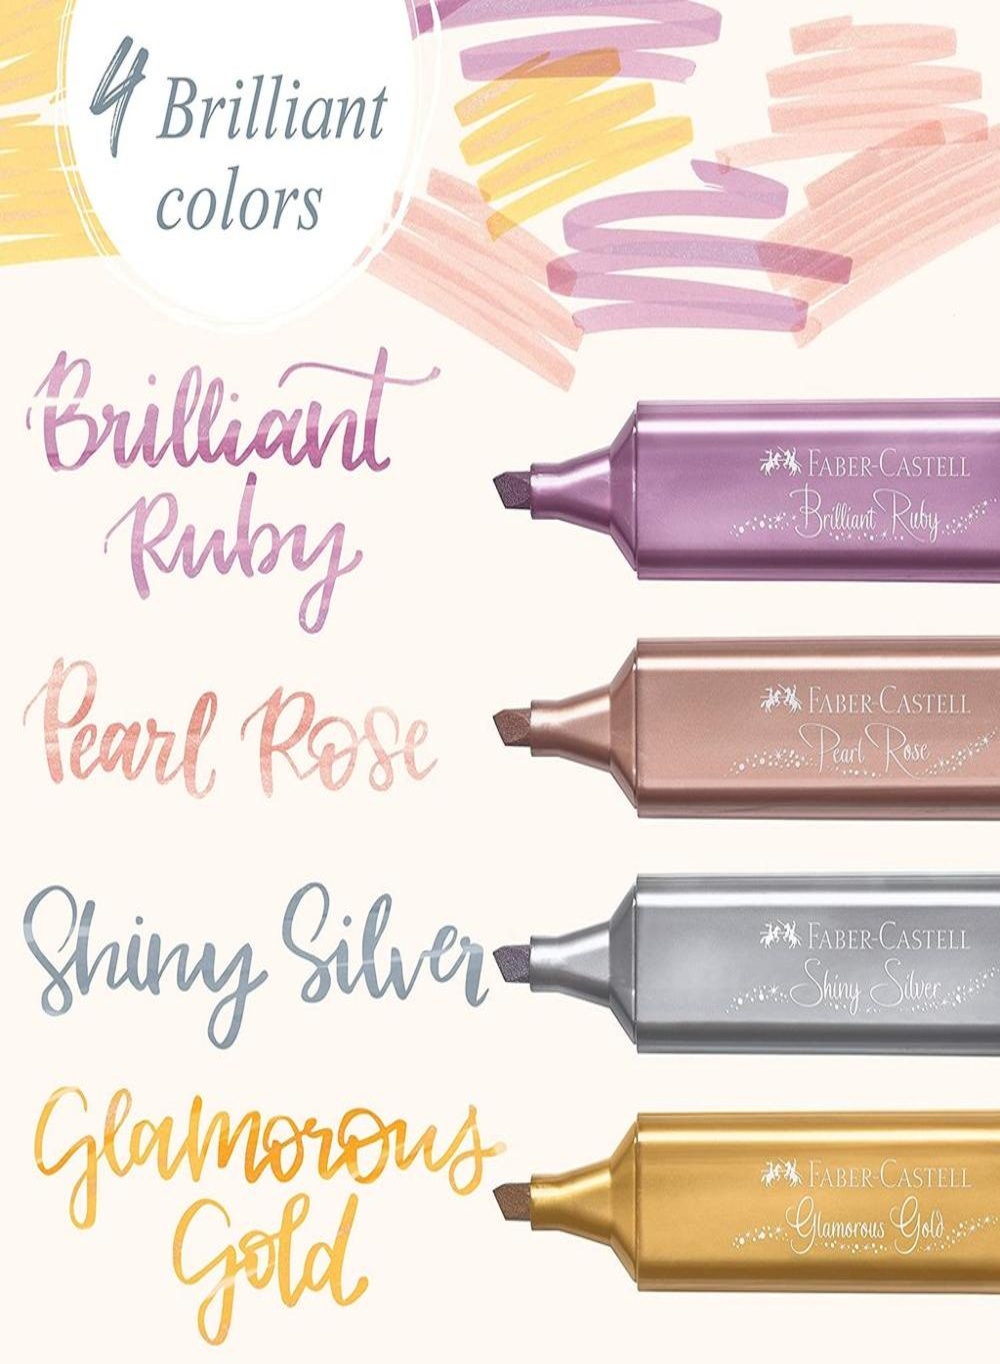 4 Brilliant
colors
Brilliant
Ruby
FABER-CASTELL
Brilliant Ruby
Pearl Rose
FABER-CASTELL
Pearl Rose
Shiny Silver
FABER-CASTELL
Shiny Silver
Glamorous
Gold
FABER-CASTELL
Glamorous Gold